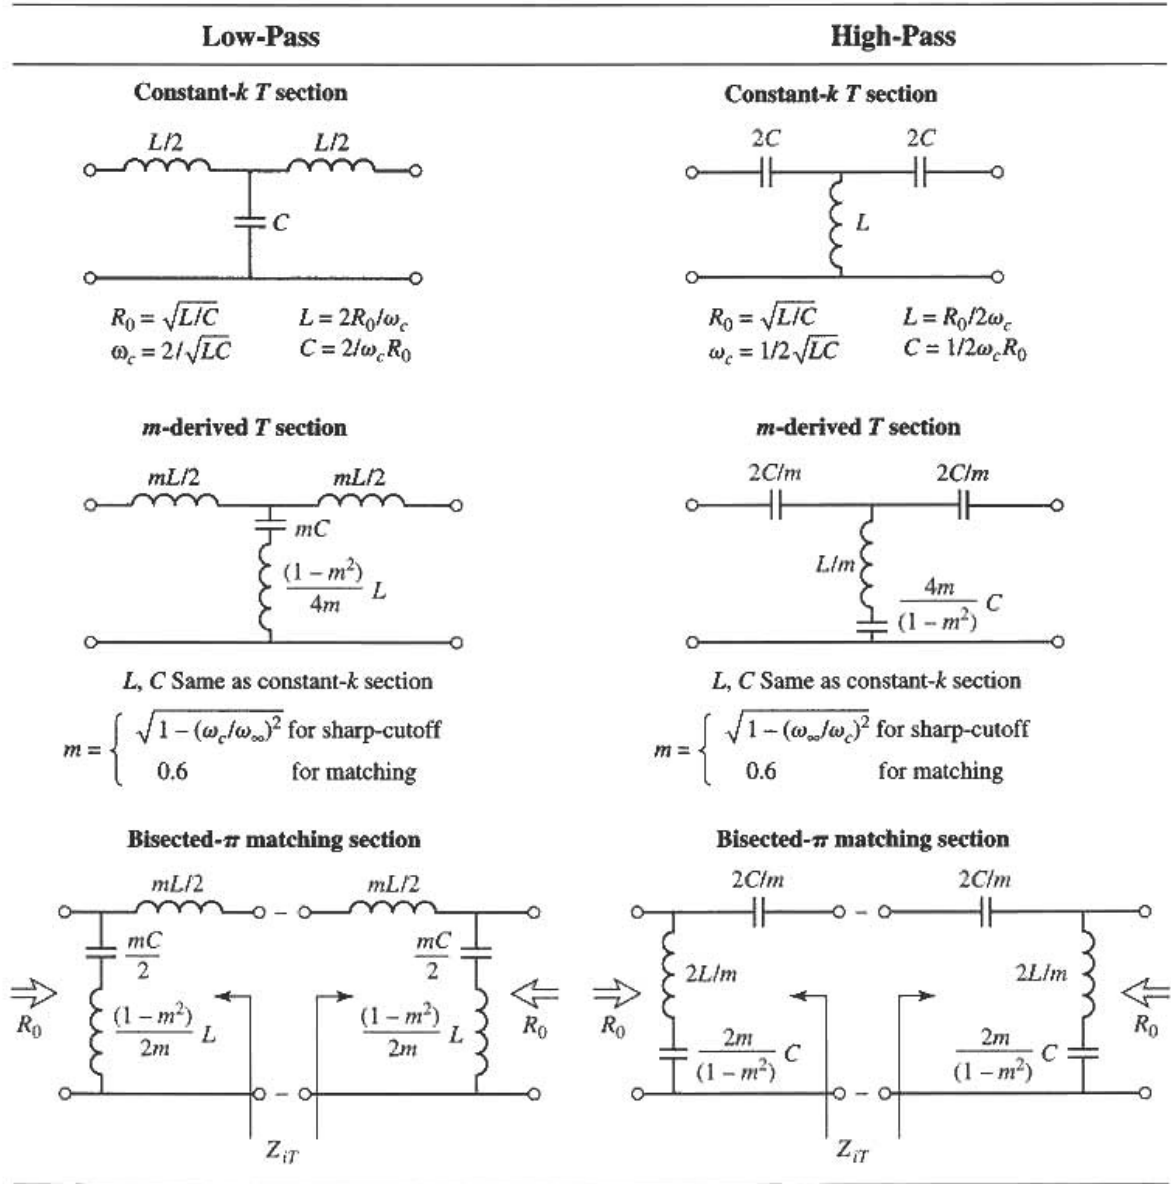 Low-Pass High-Pass
Constant-k T section
L/2 L/2
C
R₀ = √L/C L = 2R₀/ω_c
ω_c = 2/√LC C = 2/ω_cR₀
Constant-k T section
2C 2C
L
R₀ = √L/C L = R₀/2ω_c
ω_c = 1/2√LC C = 1/2ω_cR₀
m-derived T section
mL/2 mL/2
mC
(1 – m²)
4m
L
L, C Same as constant-k section
m = { √1 – (ω_c/ω_∞)² for sharp-cutoff
0.6 for matching
m-derived T section
2C/m 2C/m
L/m
4m
(1 – m²)
C
L, C Same as constant-k section
m = { √1 – (ω_∞/ω_c)² for sharp-cutoff
0.6 for matching
Bisected-π matching section
mL/2 mL/2
mC mC
2 2
R₀ (1 – m²) L (1 – m²) L R₀
2m 2m
Z_iT
Bisected-π matching section
2C/m 2C/m
2L/m 2L/m
R₀ R₀
2m C 2m C
(1 – m²) (1 – m²)
Z_iT